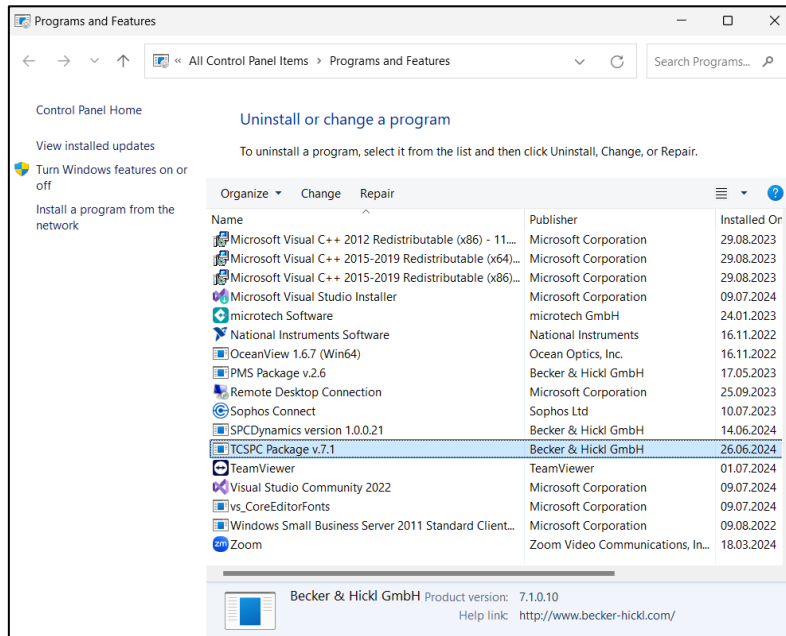 Programs and Features
« All Control Panel Items > Programs and Features
Search Programs...
Control Panel Home
View installed updates
Turn Windows features on or
off
Install a program from the
network
Uninstall or change a program
To uninstall a program, select it from the list and then click Uninstall, Change, or Repair.
Organize Change Repair
Name Publisher Installed On
Microsoft Visual C++ 2012 Redistributable (x86) - 11.... Microsoft Corporation 29.08.2023
Microsoft Visual C++ 2015-2019 Redistributable (x64)... Microsoft Corporation 29.08.2023
Microsoft Visual C++ 2015-2019 Redistributable (x86)... Microsoft Corporation 29.08.2023
Microsoft Visual Studio Installer Microsoft Corporation 09.07.2024
microtech Software microtech GmbH 24.01.2023
National Instruments Software National Instruments 16.11.2022
OceanView 1.6.7 (Win64) Ocean Optics, Inc. 16.11.2022
PMS Package v.2.6 Becker & Hickl GmbH 17.05.2023
Remote Desktop Connection Microsoft Corporation 25.09.2023
Sophos Connect Sophos Ltd 10.07.2023
SPCDynamics version 1.0.0.21 Becker & Hickl GmbH 14.06.2024
TCSPC Package v.7.1 Becker & Hickl GmbH 26.06.2024
TeamViewer TeamViewer 01.07.2024
Visual Studio Community 2022 Microsoft Corporation 09.07.2024
vs_CoreEditorFonts Microsoft Corporation 09.07.2024
Windows Small Business Server 2011 Standard Client... Microsoft Corporation 09.08.2022
zm Zoom Zoom Video Communications, In... 18.03.2024
Becker & Hickl GmbH Product version: 7.1.0.10
Help link: http://www.becker-hickl.com/